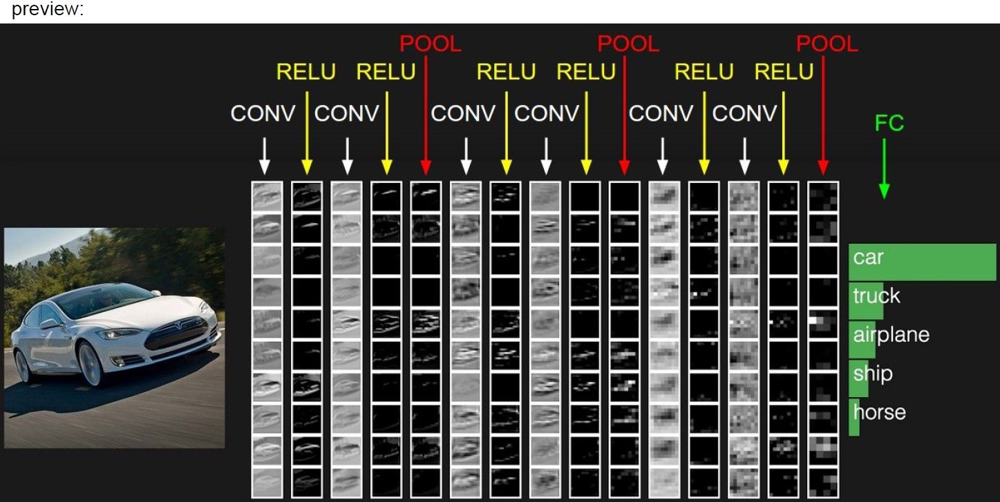 preview:
POOL POOL POOL
RELU RELU RELU RELU RELU RELU
CONV CONV CONV CONV CONV CONV
FC
car
truck
airplane
ship
horse